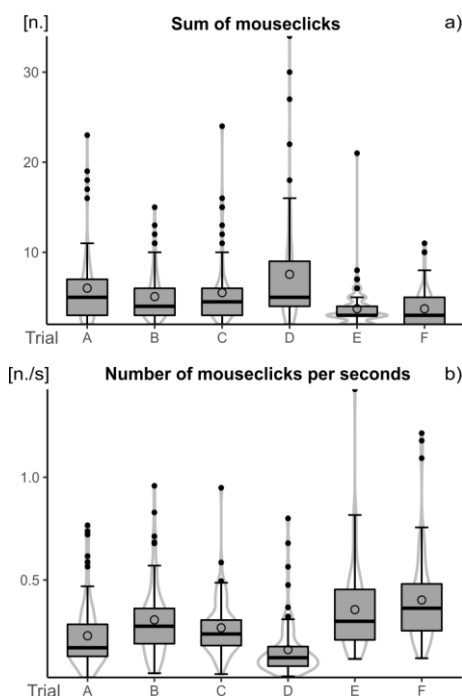 [n.] Sum of mouseclicks a)
30
20
10
Trial A B C D E F
[n./s] Number of mouseclicks per seconds b)
1.0
0.5
Trial A B C D E F